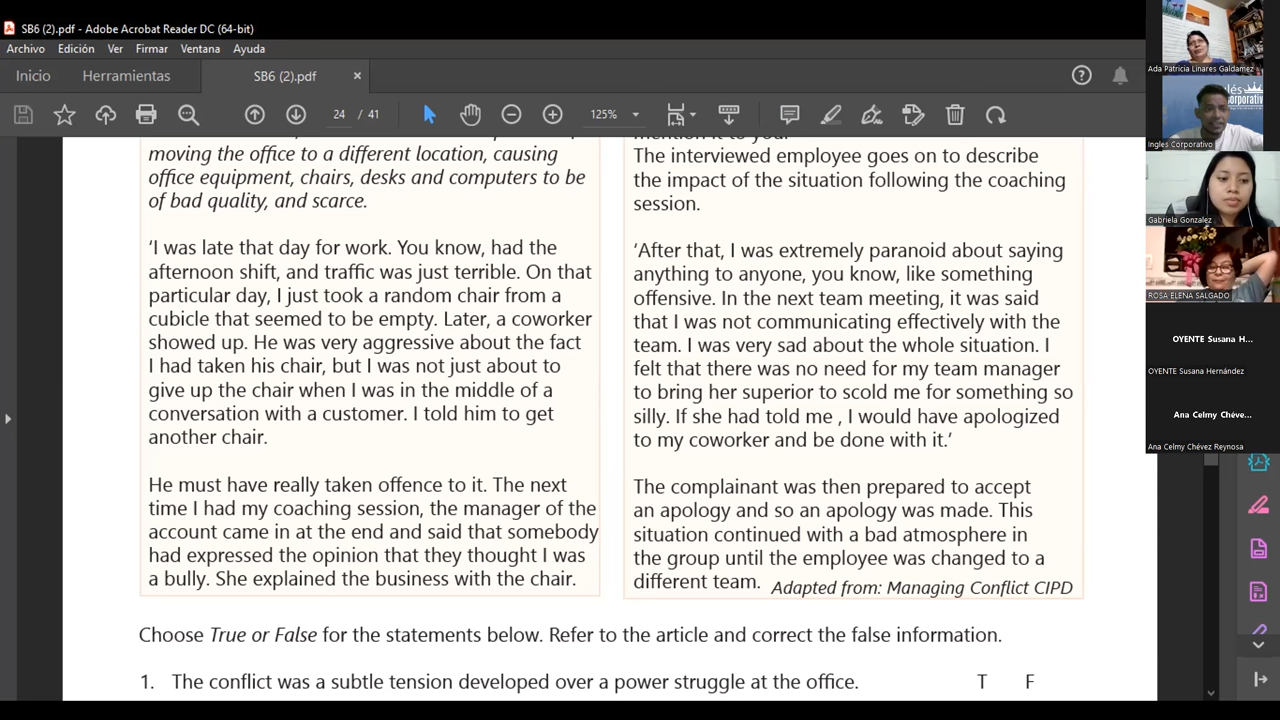 SB6 (2).pdf - Adobe Acrobat Reader DC (64-bit)
Archivo Edición Ver Firmar Ventana Ayuda
Inicio Herramientas SB6 (2).pdf ×
24 / 41 125%
moving the office to a different location, causing
office equipment, chairs, desks and computers to be
of bad quality, and scarce.
‘I was late that day for work. You know, had the
afternoon shift, and traffic was just terrible. On that
particular day, I just took a random chair from a
cubicle that seemed to be empty. Later, a coworker
showed up. He was very aggressive about the fact
I had taken his chair, but I was not just about to
give up the chair when I was in the middle of a
conversation with a customer. I told him to get
another chair.
He must have really taken offence to it. The next
time I had my coaching session, the manager of the
account came in at the end and said that somebody
had expressed the opinion that they thought I was
a bully. She explained the business with the chair.
mention it to you.
The interviewed employee goes on to describe
the impact of the situation following the coaching
session.
‘After that, I was extremely paranoid about saying
anything to anyone, you know, like something
offensive. In the next team meeting, it was said
that I was not communicating effectively with the
team. I was very sad about the whole situation. I
felt that there was no need for my team manager
to bring her superior to scold me for something so
silly. If she had told me , I would have apologized
to my coworker and be done with it.’
The complainant was then prepared to accept
an apology and so an apology was made. This
situation continued with a bad atmosphere in
the group until the employee was changed to a
different team. Adapted from: Managing Conflict CIPD
Choose True or False for the statements below. Refer to the article and correct the false information.
1. The conflict was a subtle tension developed over a power struggle at the office. T F
Ada Patricia Linares Galdamez
Inglés
Corporativo
Ingles Corporativo
Gabriela Gonzalez
ROSA ELENA SALGADO
OYENTE Susana H...
OYENTE Susana Hernández
Ana Celmy Chéve...
Ana Celmy Chévez Reynosa